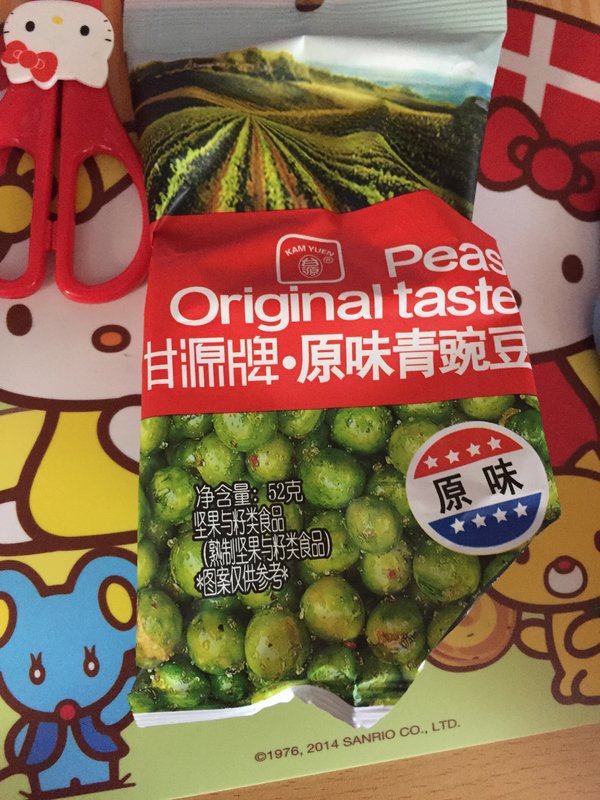 KAM YUEN
甘源
®
Peas
Original taste
甘源牌·原味青豌豆
原味
净含量：52克
坚果与籽类食品
(熟制坚果与籽类食品)
*图案仅供参考*
©1976, 2014 SANRIO CO., LTD.